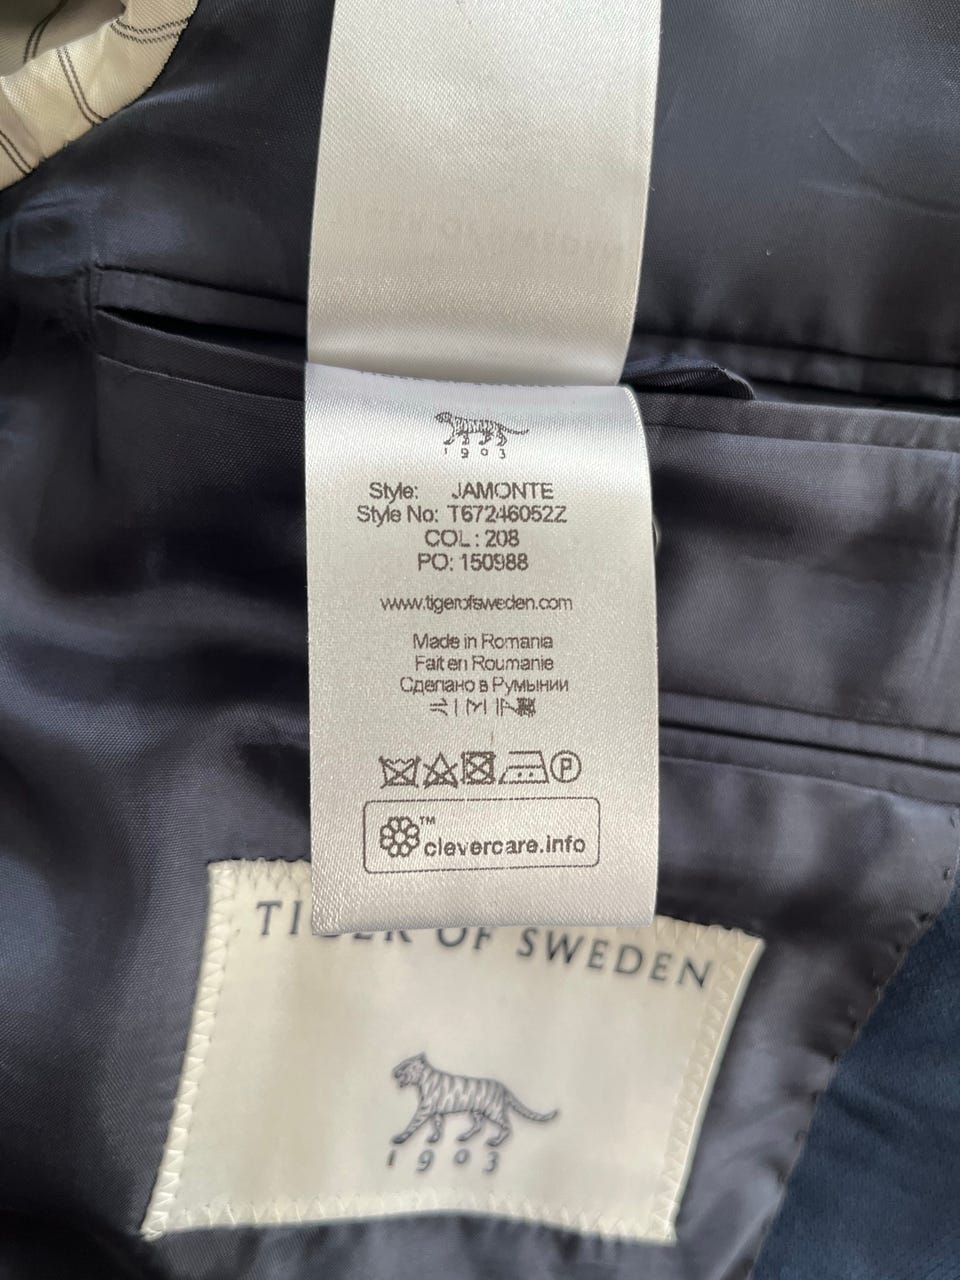 1903
Style: JAMONTE
Style No: T67246052Z
COL: 208
PO: 150988
www.tigerofsweden.com
Made in Romania
Fait en Roumanie
Сделано в Румынии
P
™
clevercare.info
TIGER OF SWEDEN
1903